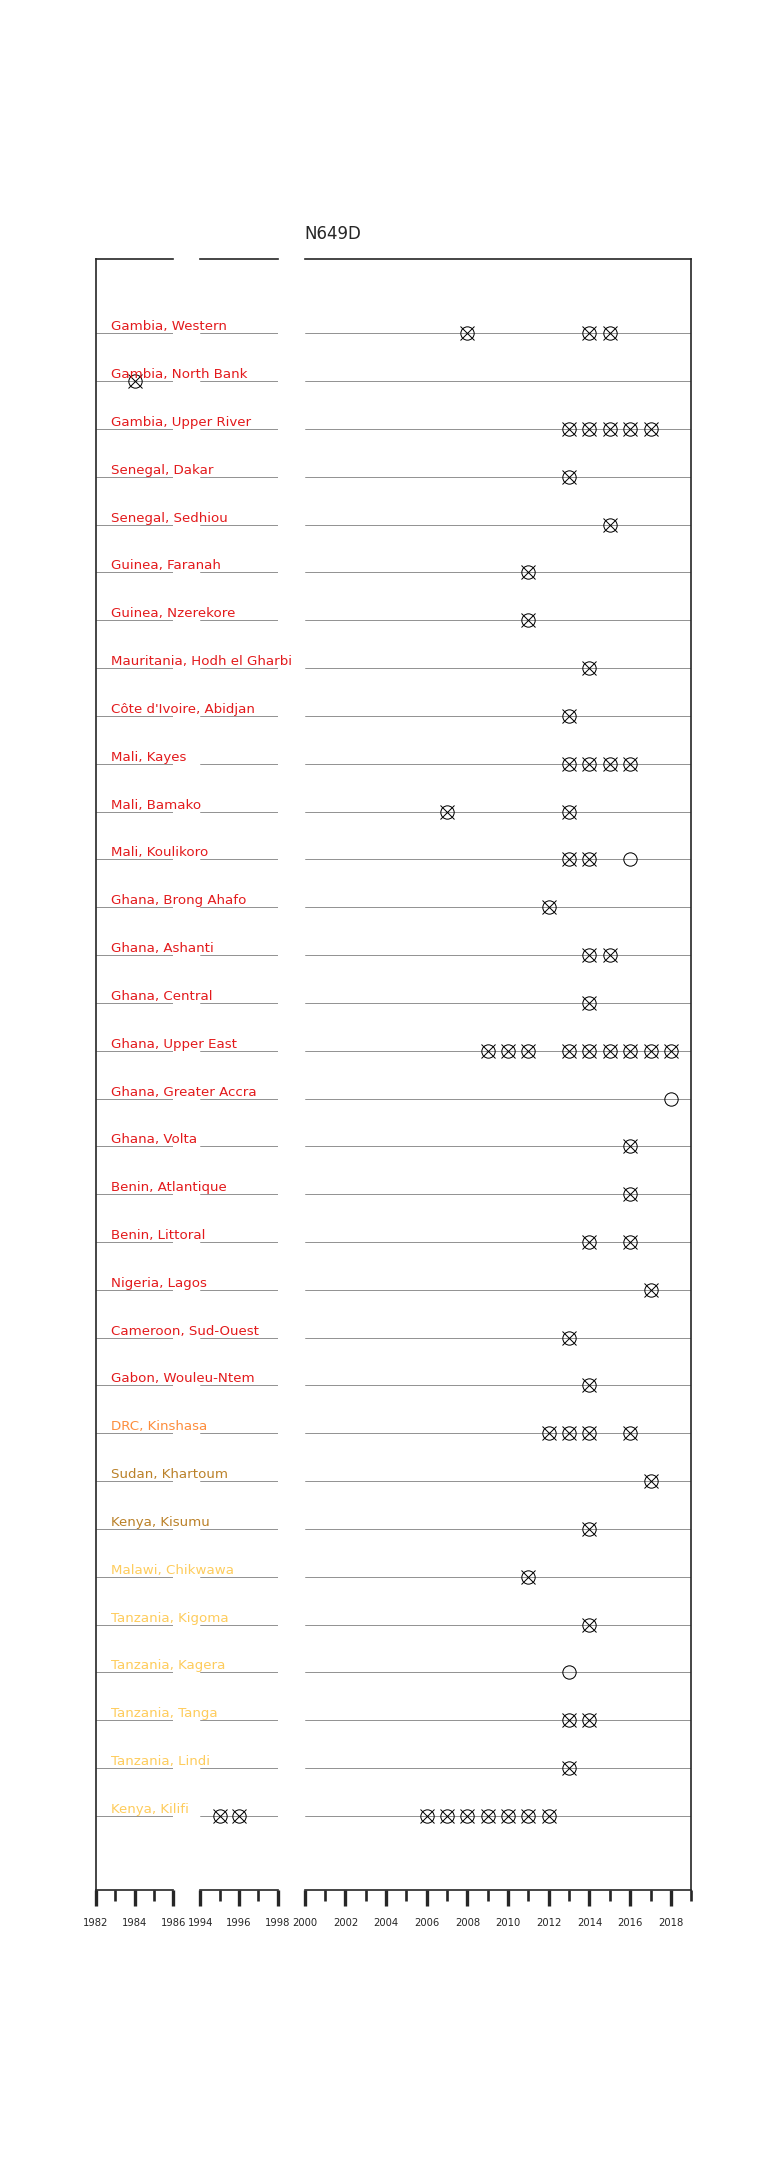 N649D
Gambia, Western
Gambia, North Bank
Gambia, Upper River
Senegal, Dakar
Senegal, Sedhiou
Guinea, Faranah
Guinea, Nzerekore
Mauritania, Hodh el Gharbi
Côte d'Ivoire, Abidjan
Mali, Kayes
Mali, Bamako
Mali, Koulikoro
Ghana, Brong Ahafo
Ghana, Ashanti
Ghana, Central
Ghana, Upper East
Ghana, Greater Accra
Ghana, Volta
Benin, Atlantique
Benin, Littoral
Nigeria, Lagos
Cameroon, Sud-Ouest
Gabon, Wouleu-Ntem
DRC, Kinshasa
Sudan, Khartoum
Kenya, Kisumu
Malawi, Chikwawa
Tanzania, Kigoma
Tanzania, Kagera
Tanzania, Tanga
Tanzania, Lindi
Kenya, Kilifi
1982 1984 1986 1994 1996 1998 2000 2002 2004 2006 2008 2010 2012 2014 2016 2018